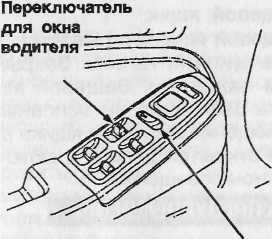 Переключатель
для окна
водителя